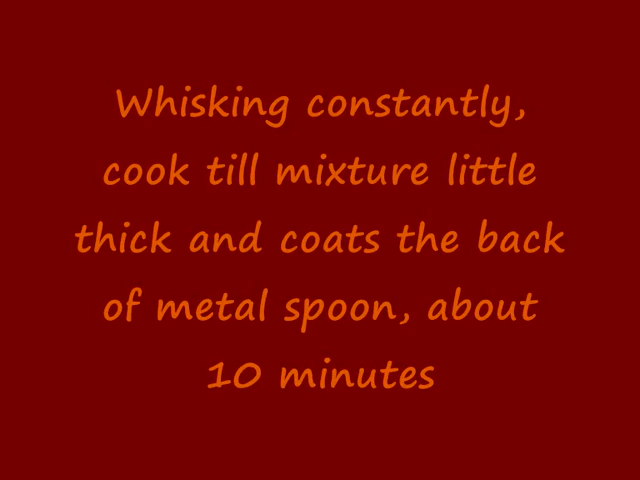 Whisking constantly,
cook till mixture little
thick and coats the back
of metal spoon, about
10 minutes